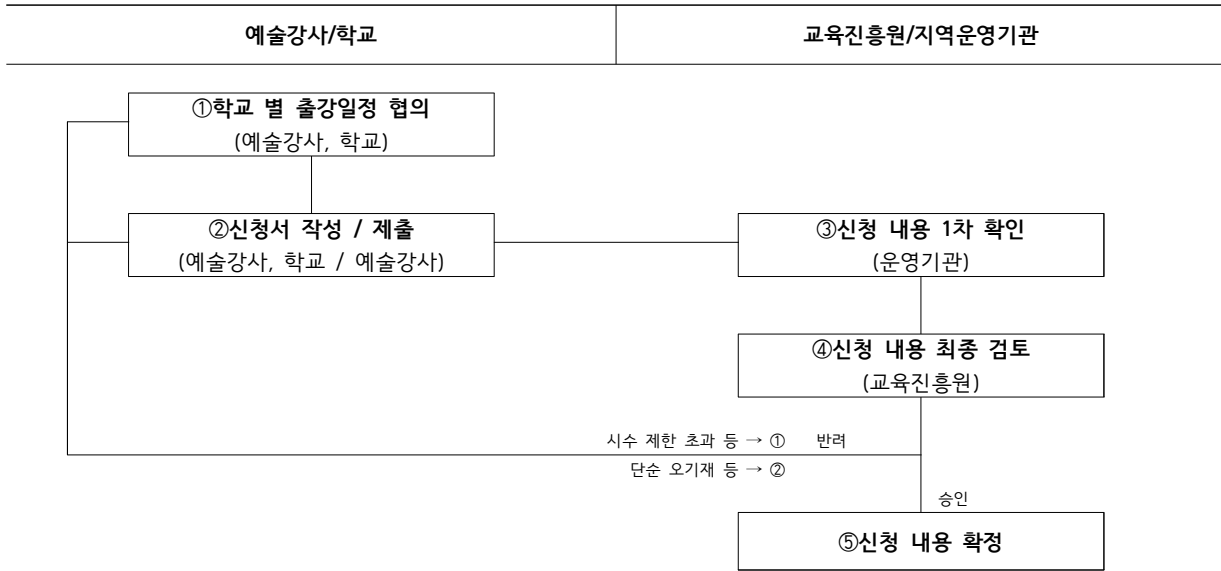 예술강사/학교
교육진흥원/지역운영기관
①학교 별 출강일정 협의
(예술강사, 학교)
②신청서 작성 / 제출
(예술강사, 학교 / 예술강사)
③신청 내용 1차 확인
(운영기관)
④신청 내용 최종 검토
(교육진흥원)
시수 제한 초과 등 → ① 반려
단순 오기재 등 → ②
승인
⑤신청 내용 확정